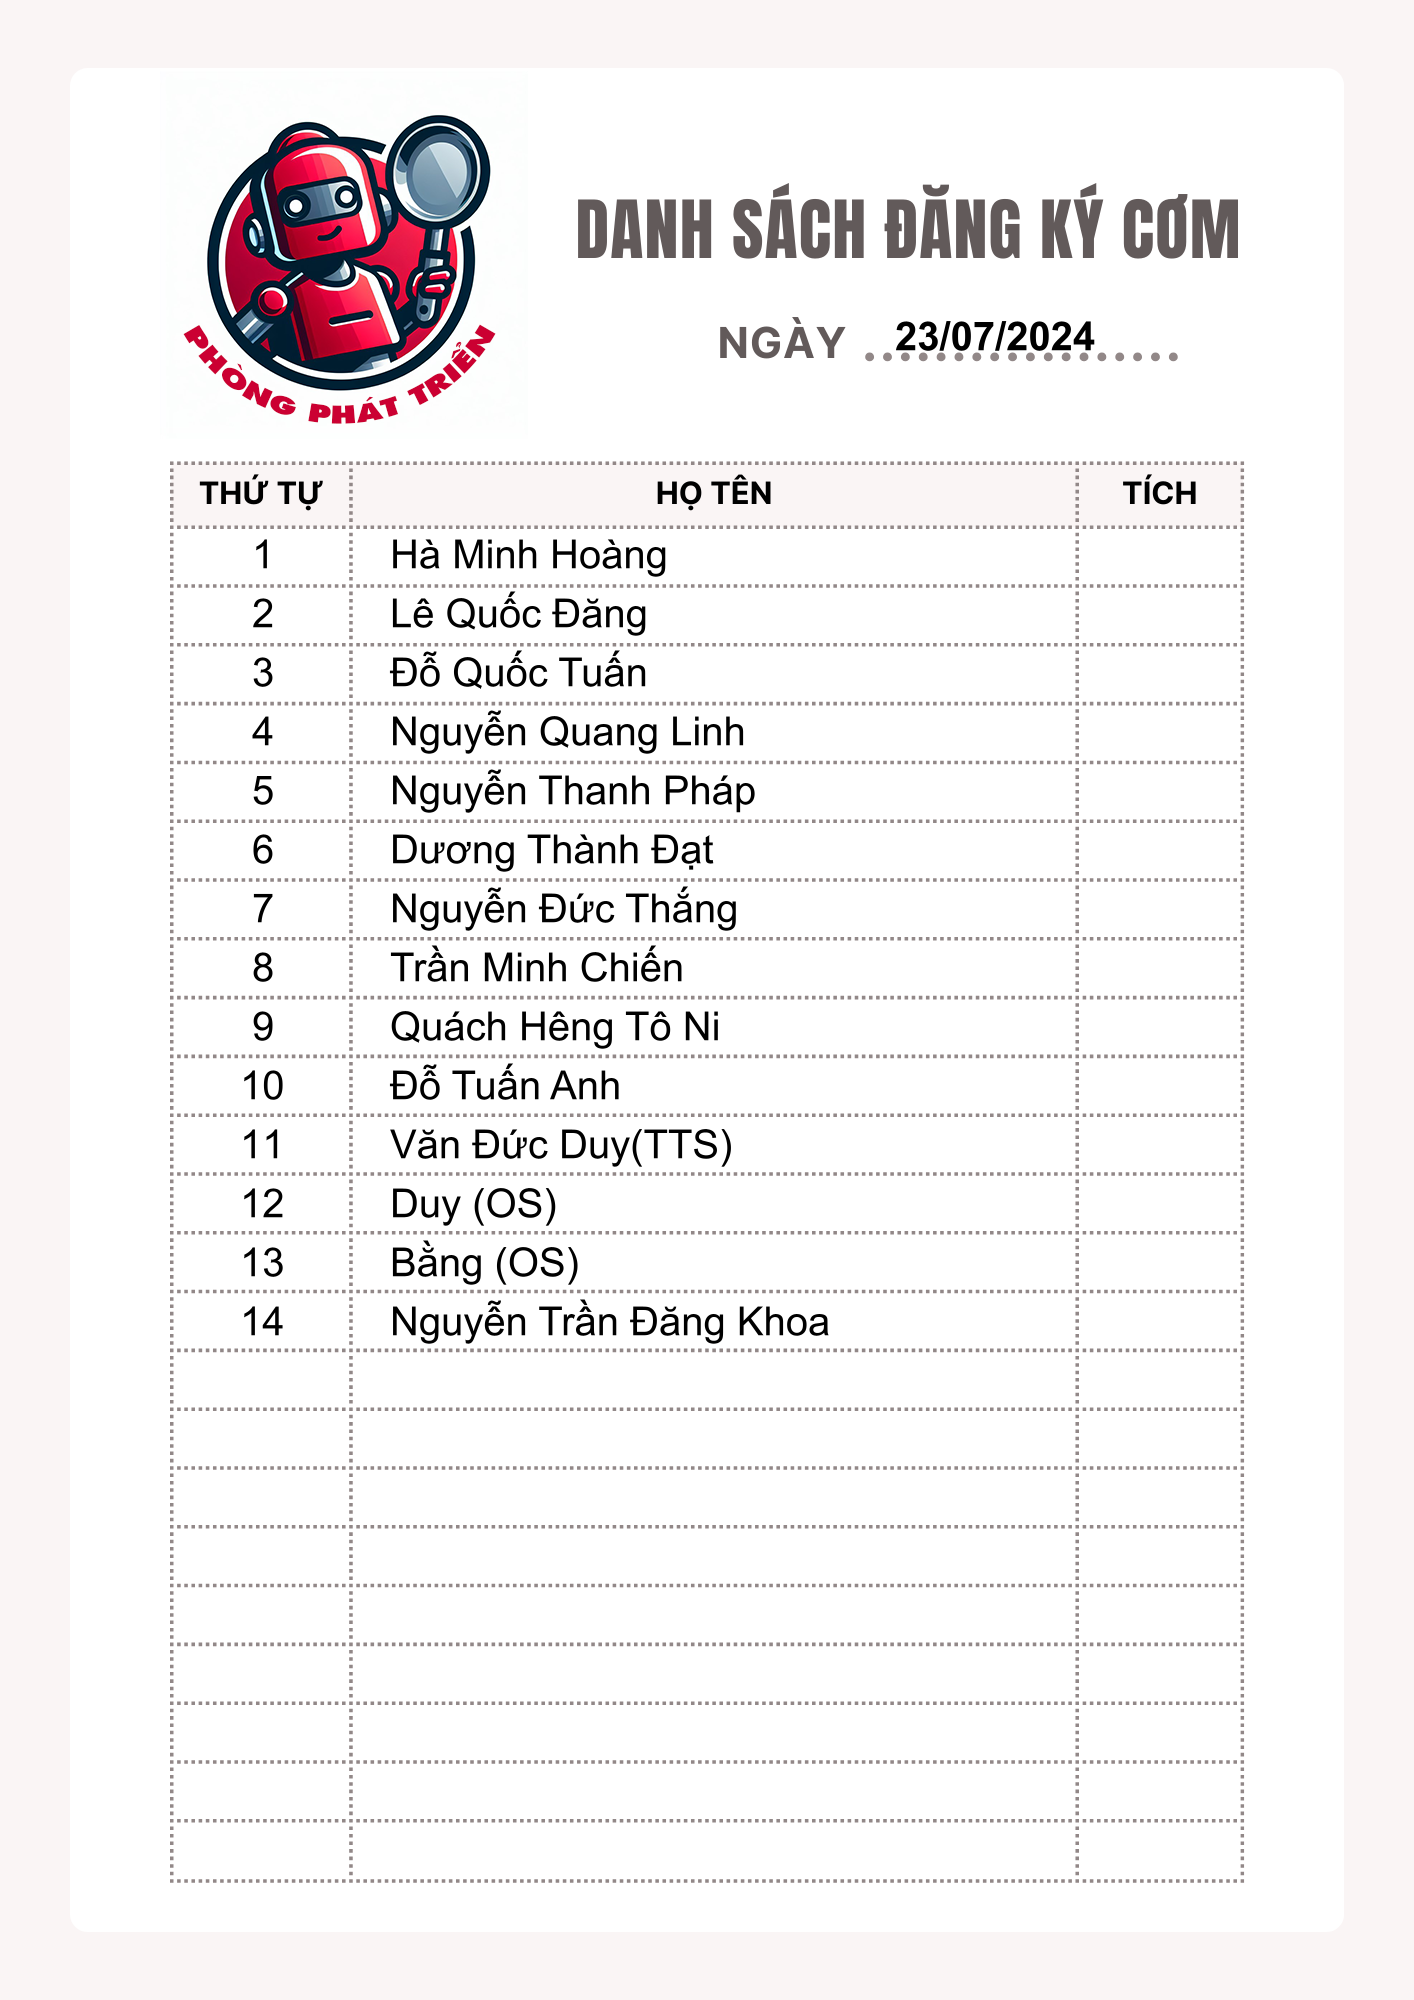 DANH SÁCH ĐĂNG KÝ CƠM
NGÀY 23/07/2024
PHÒNG PHÁT TRIỂN
THỨ TỰ HỌ TÊN TÍCH
1 Hà Minh Hoàng
2 Lê Quốc Đăng
3 Đỗ Quốc Tuấn
4 Nguyễn Quang Linh
5 Nguyễn Thanh Pháp
6 Dương Thành Đạt
7 Nguyễn Đức Thắng
8 Trần Minh Chiến
9 Quách Hêng Tô Ni
10 Đỗ Tuấn Anh
11 Văn Đức Duy(TTS)
12 Duy (OS)
13 Bằng (OS)
14 Nguyễn Trần Đăng Khoa